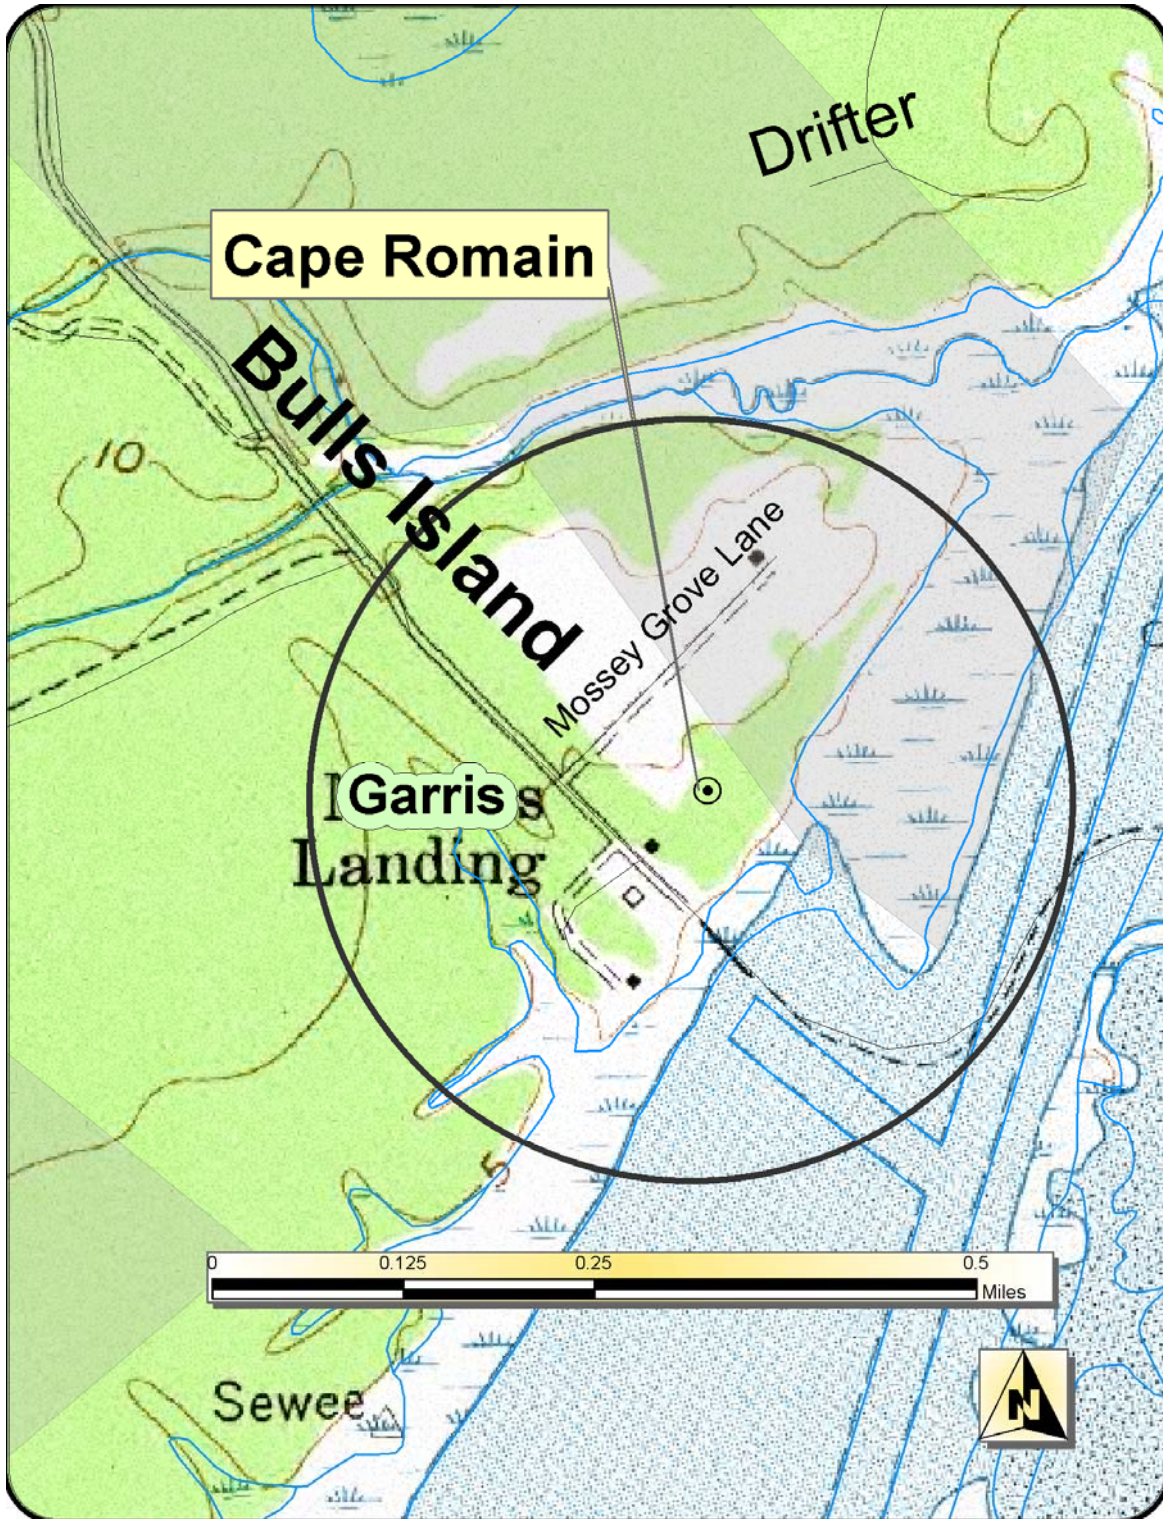 Drifter
Cape Romain
Bulls Island
10
Mossey Grove Lane
Garris
s
Landing
5
0 0.125 0.25 0.5
Miles
Sewee
N